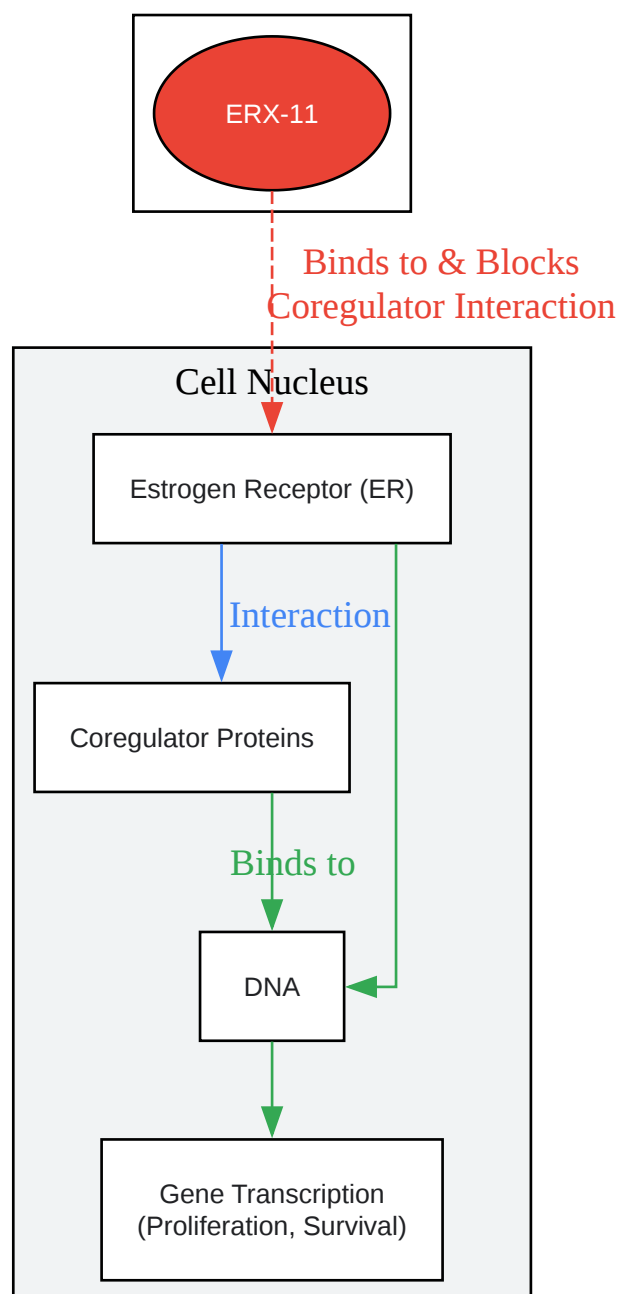 ERX-11
Binds to & Blocks
Coregulator Interaction
Cell Nucleus
Estrogen Receptor (ER)
Interaction
Coregulator Proteins
Binds to
DNA
Gene Transcription
(Proliferation, Survival)